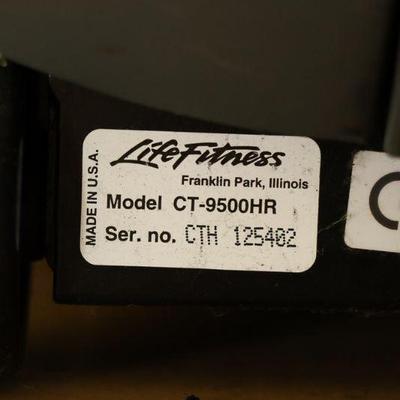 LifeFitness
Franklin Park, Illinois
Model CT-9500HR
Ser. no. CTH 125402
MADE IN U.S.A.